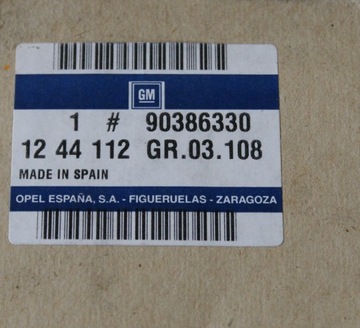 GM
1 # 90386330
12 44 112 GR.03.108
MADE IN SPAIN
OPEL ESPAÑA, S.A. - FIGUERUELAS - ZARAGOZA